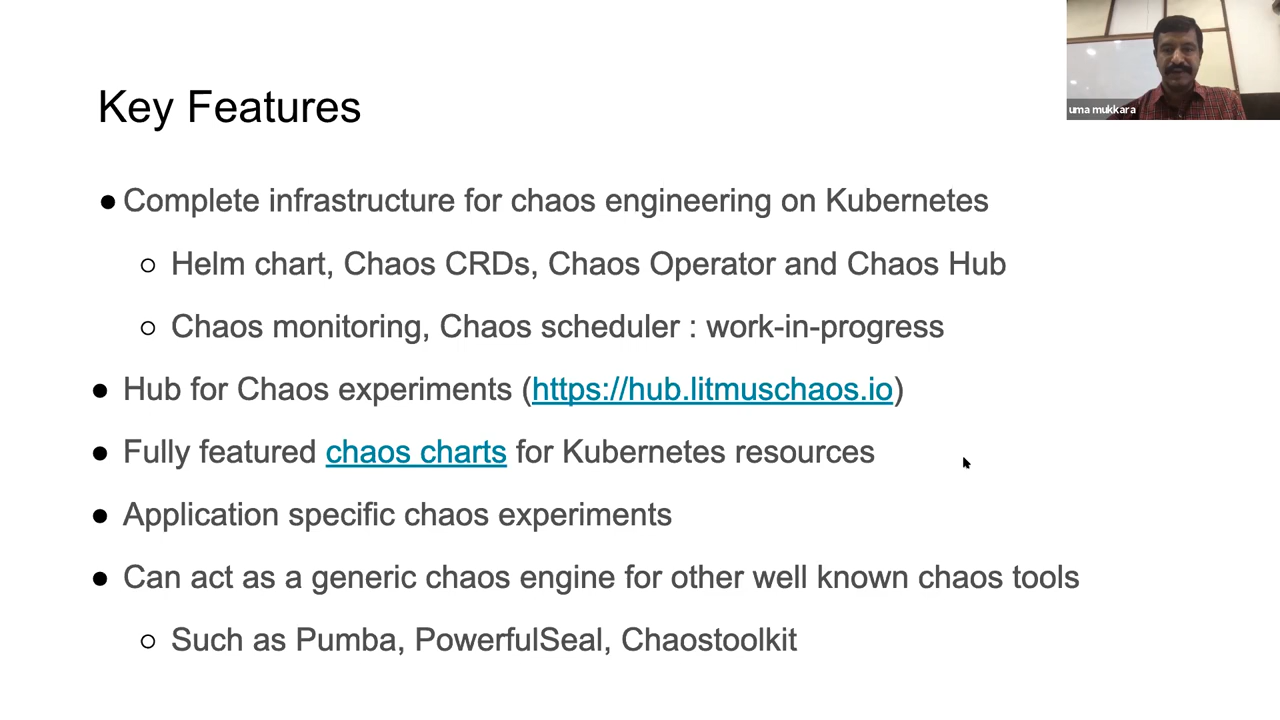 uma mukkara
Key Features
● Complete infrastructure for chaos engineering on Kubernetes
○ Helm chart, Chaos CRDs, Chaos Operator and Chaos Hub
○ Chaos monitoring, Chaos scheduler : work-in-progress
● Hub for Chaos experiments (https://hub.litmuschaos.io)
● Fully featured chaos charts for Kubernetes resources
● Application specific chaos experiments
● Can act as a generic chaos engine for other well known chaos tools
○ Such as Pumba, PowerfulSeal, Chaostoolkit